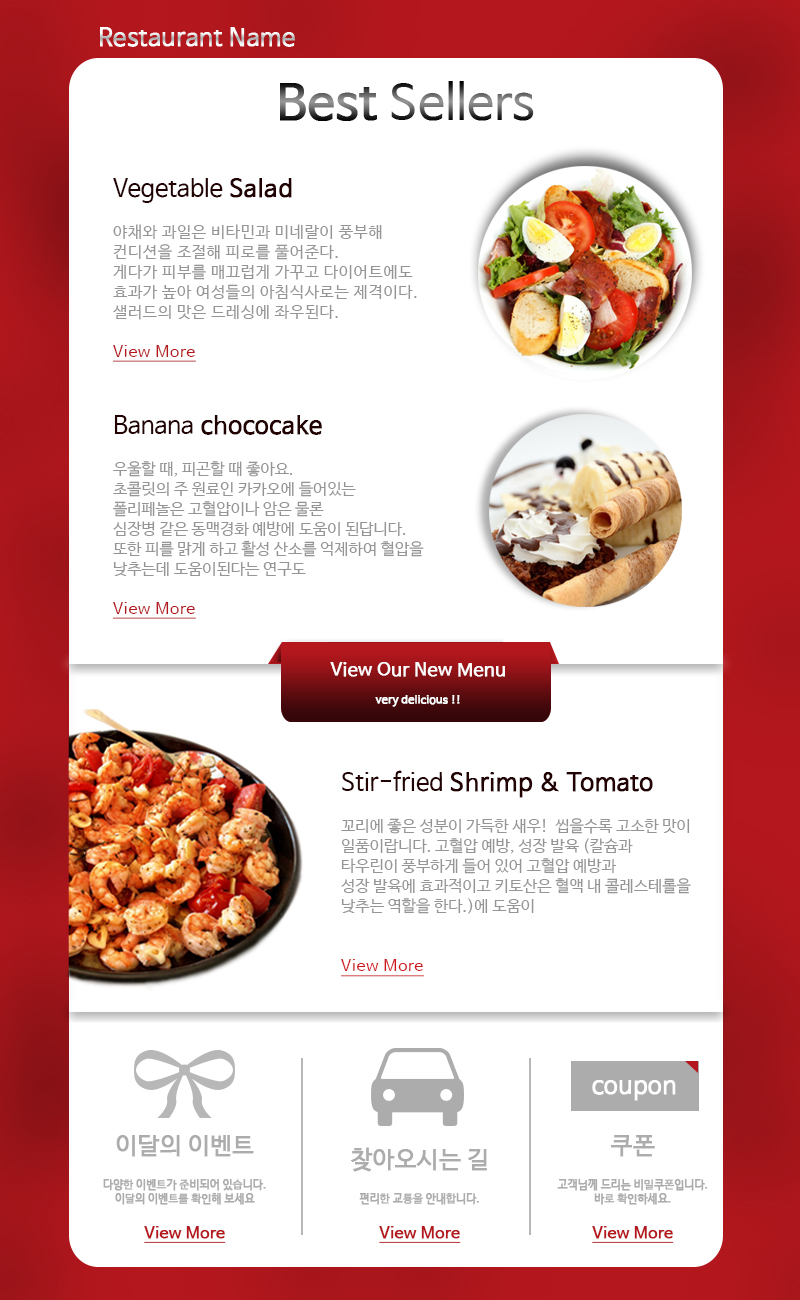 Restaurant Name
Best Sellers
Vegetable Salad
야채와 과일은 비타민과 미네랄이 풍부해
컨디션을 조절해 피로를 풀어준다.
게다가 피부를 매끄럽게 가꾸고 다이어트에도
효과가 높아 여성들의 아침식사로는 제격이다.
샐러드의 맛은 드레싱에 좌우된다.
View More
Banana chococake
우울할 때, 피곤할 때 좋아요.
초콜릿의 주 원료인 카카오에 들어있는
폴리페놀은 고혈압이나 암은 물론
심장병 같은 동맥경화 예방에 도움이 된답니다.
또한 피를 맑게 하고 활성 산소를 억제하여 혈압을
낮추는데 도움이된다는 연구도
View More
View Our New Menu
very delicious !!
Stir-fried Shrimp & Tomato
꼬리에 좋은 성분이 가득한 새우! 씹을수록 고소한 맛이
일품이랍니다. 고혈압 예방, 성장 발육 (칼슘과
타우린이 풍부하게 들어 있어 고혈압 예방과
성장 발육에 효과적이고 키토산은 혈액 내 콜레스테롤을
낮추는 역할을 한다.)에 도움이
View More
이달의 이벤트
다양한 이벤트가 준비되어 있습니다.
이달의 이벤트를 확인해 보세요
View More
찾아오시는 길
편리한 교통을 안내합니다.
View More
coupon
쿠폰
고객님께 드리는 비밀쿠폰입니다.
바로 확인하세요.
View More